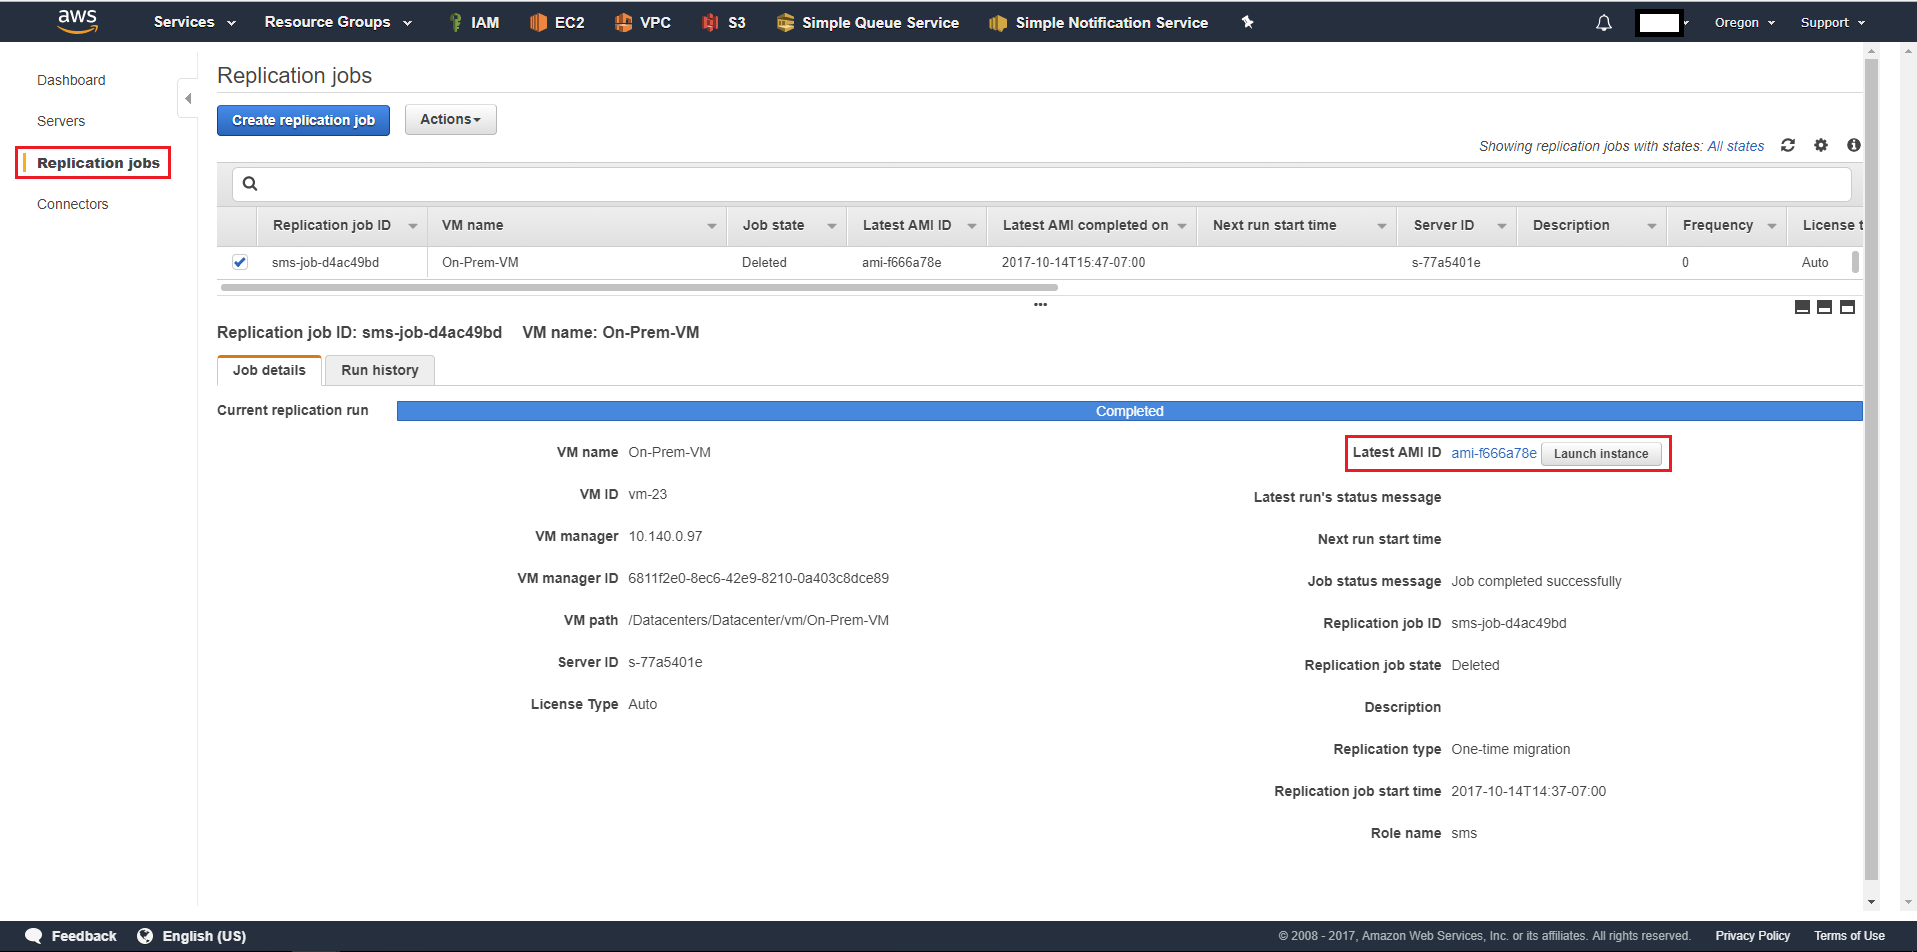 aws Services Resource Groups IAM EC2 VPC S3 Simple Queue Service Simple Notification Service Oregon Support
Dashboard
Servers
Replication jobs
Connectors
Replication jobs
Create replication job Actions
Showing replication jobs with states: All states
Replication job ID VM name Job state Latest AMI ID Latest AMI completed on Next run start time Server ID Description Frequency License t
sms-job-d4ac49bd On-Prem-VM Deleted ami-f666a78e 2017-10-14T15:47-07:00 s-77a5401e 0 Auto
Replication job ID: sms-job-d4ac49bd VM name: On-Prem-VM
Job details Run history
Current replication run Completed
VM name On-Prem-VM
VM ID vm-23
VM manager 10.140.0.97
VM manager ID 6811f2e0-8ec6-42e9-8210-0a403c8dce89
VM path /Datacenters/Datacenter/vm/On-Prem-VM
Server ID s-77a5401e
License Type Auto
Latest AMI ID ami-f666a78e Launch instance
Latest run's status message
Next run start time
Job status message Job completed successfully
Replication job ID sms-job-d4ac49bd
Replication job state Deleted
Description
Replication type One-time migration
Replication job start time 2017-10-14T14:37-07:00
Role name sms
Feedback English (US) © 2008 - 2017, Amazon Web Services, Inc. or its affiliates. All rights reserved. Privacy Policy Terms of Use